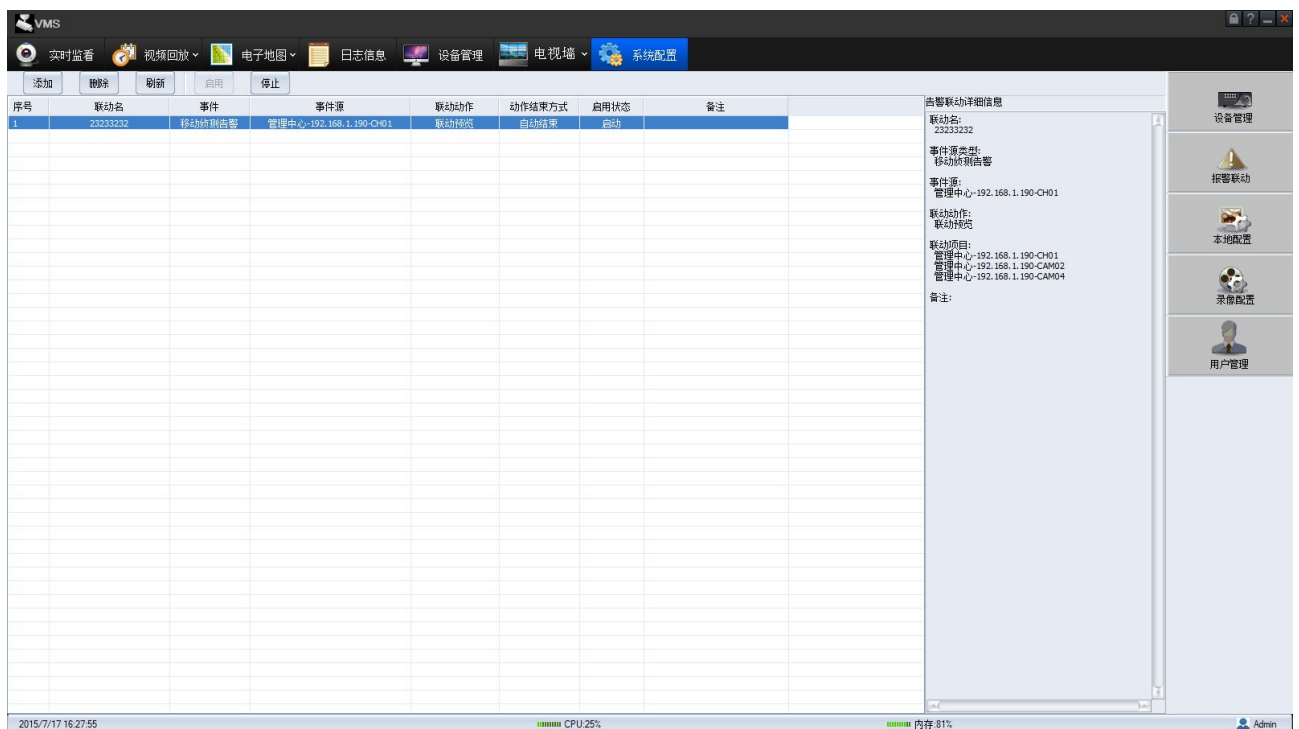 VMS
实时监看 视频回放 电子地图 日志信息 设备管理 电视墙 系统配置
添加 删除 刷新 启用 停止
序号 联动名 事件 事件源 联动动作 动作结束方式 启用状态 备注
1 23233232 移动侦测告警 管理中心-192.168.1.190-CH01 联动预览 自动结束 启动
告警联动详细信息
联动名:
23233232
事件源类型:
移动侦测告警
事件源:
管理中心-192.168.1.190-CH01
联动动作:
联动预览
联动项目:
管理中心-192.168.1.190-CH01
管理中心-192.168.1.190-CAM02
管理中心-192.168.1.190-CAM04
备注:
设备管理
报警联动
本地配置
录像配置
用户管理
2015/7/17 16:27:55 CPU:25% 内存:81% Admin